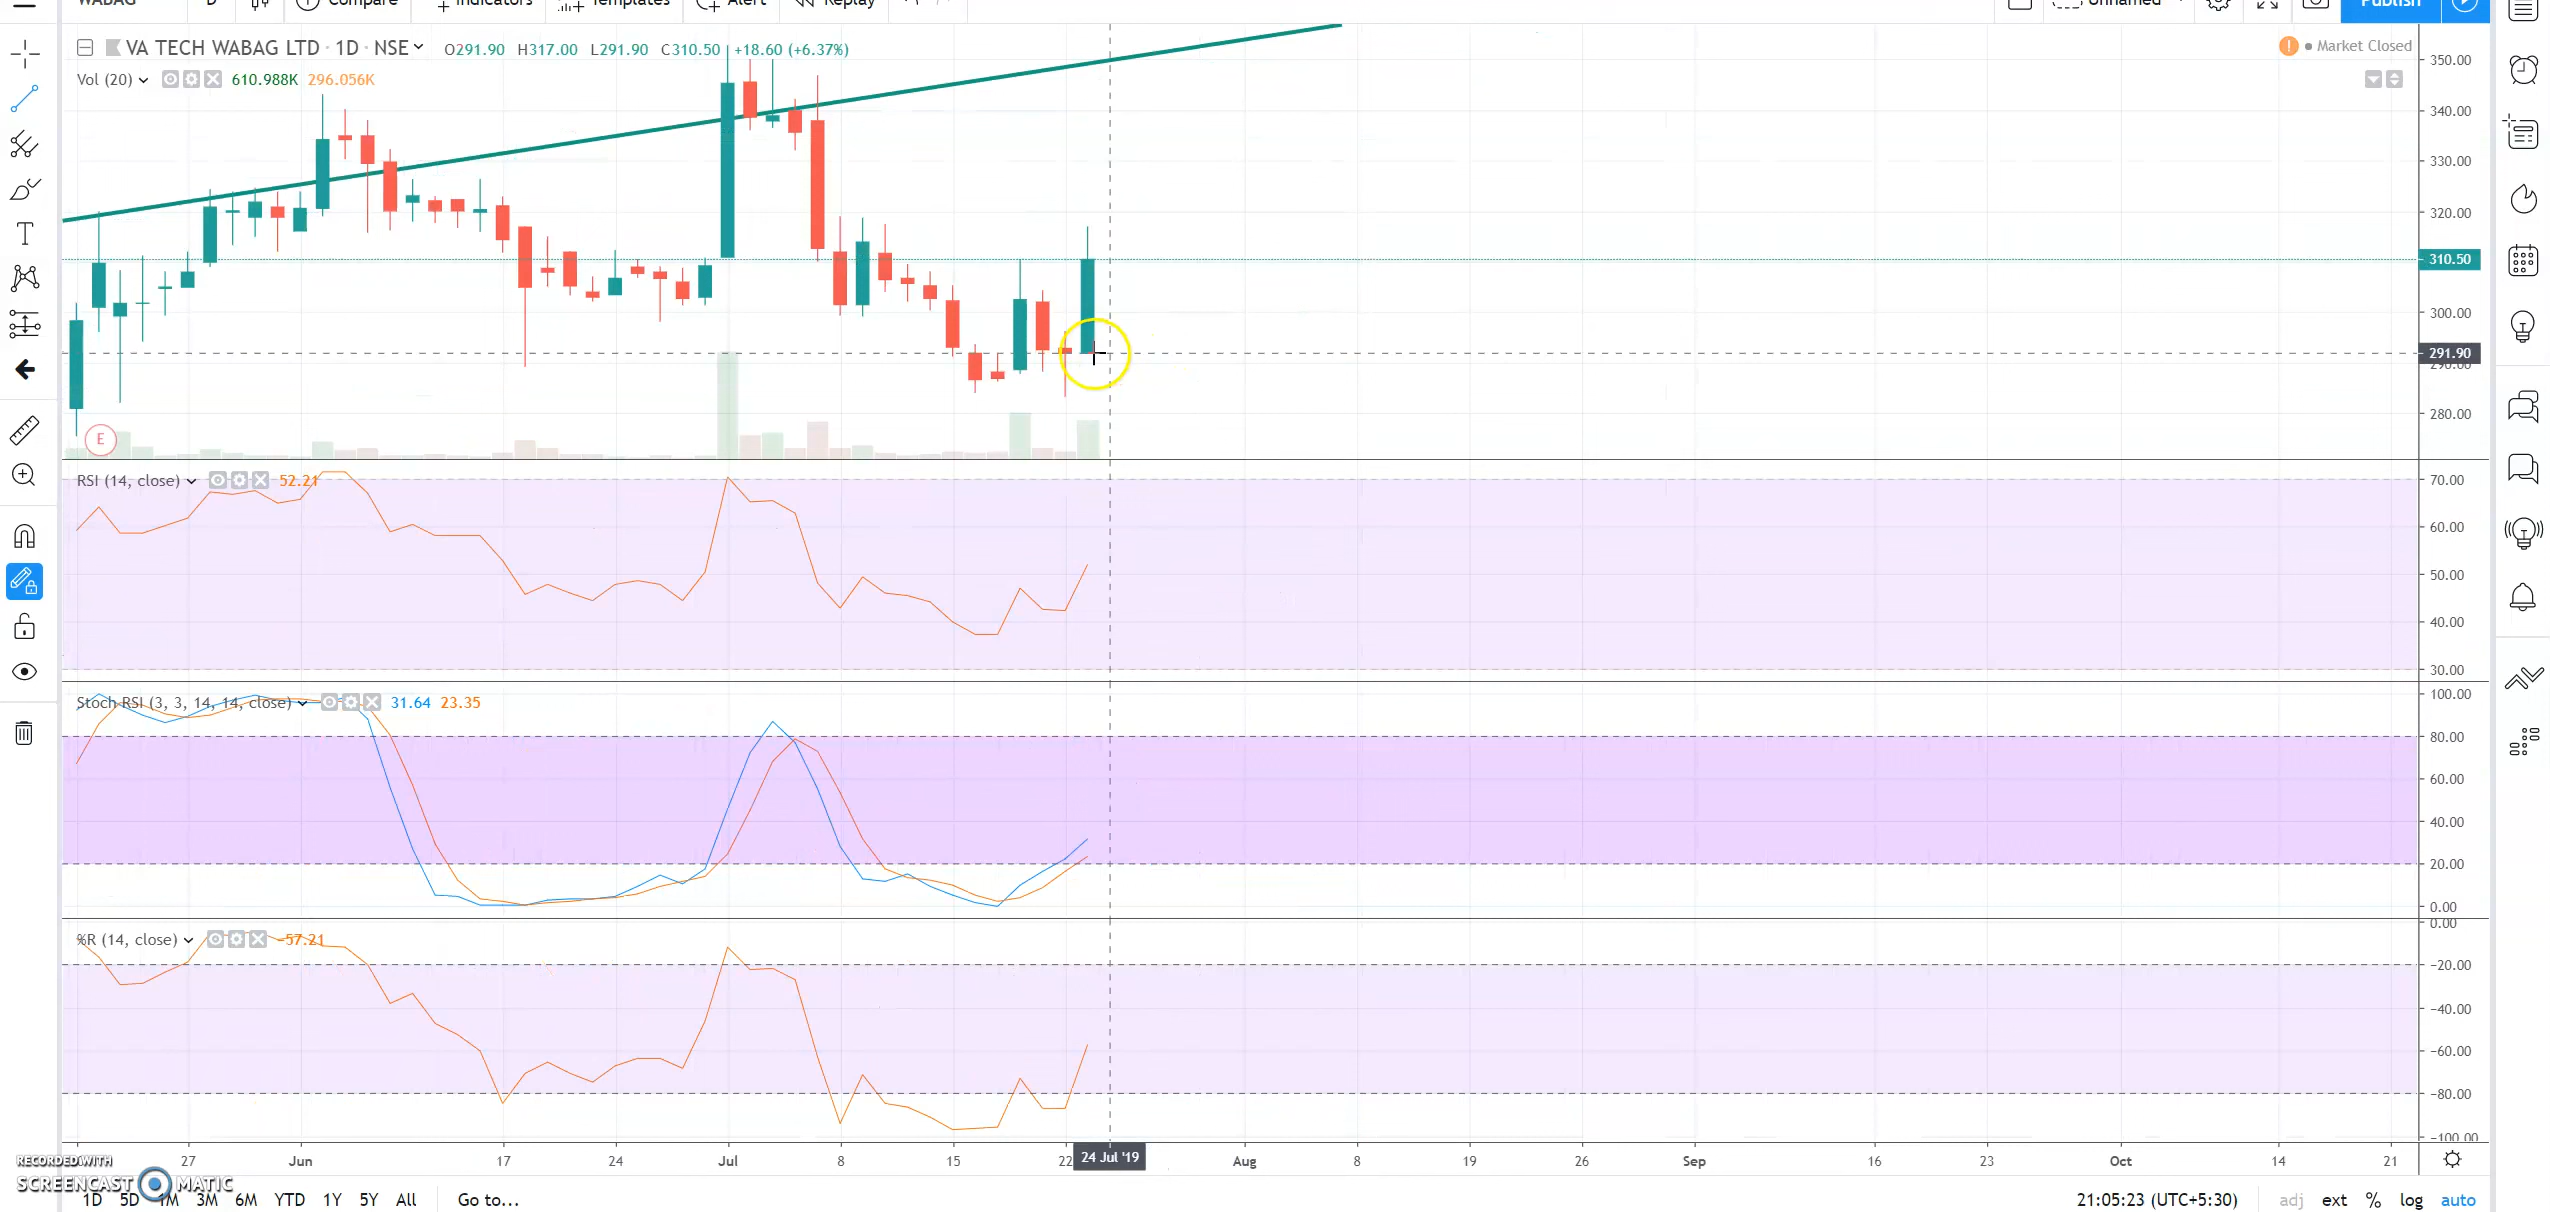 WABAG D Compare Indicators Templates Alert Replay Unnamed Publish
VA TECH WABAG LTD · 1D · NSE O291.90 H317.00 L291.90 C310.50 +18.60 (+6.37%)
Market Closed
Vol (20) 610.988K 296.056K
350.00
340.00
330.00
320.00
310.50
300.00
291.90
290.00
280.00
E
RSI (14, close) 52.21
70.00
60.00
50.00
40.00
30.00
Stoch RSI (3, 3, 14, 14, close) 31.64 23.35
100.00
80.00
60.00
40.00
20.00
0.00
%R (14, close) -57.21
0.00
-20.00
-40.00
-60.00
-80.00
-100.00
27 Jun 17 24 Jul 8 15 22 24 Jul '19 Aug 8 19 26 Sep 16 23 Oct 14 21
RECORDED WITH
SCREENCAST MATIC
1D 5D 1M 3M 6M YTD 1Y 5Y All Go to... 21:05:23 (UTC+5:30) adj ext % log auto